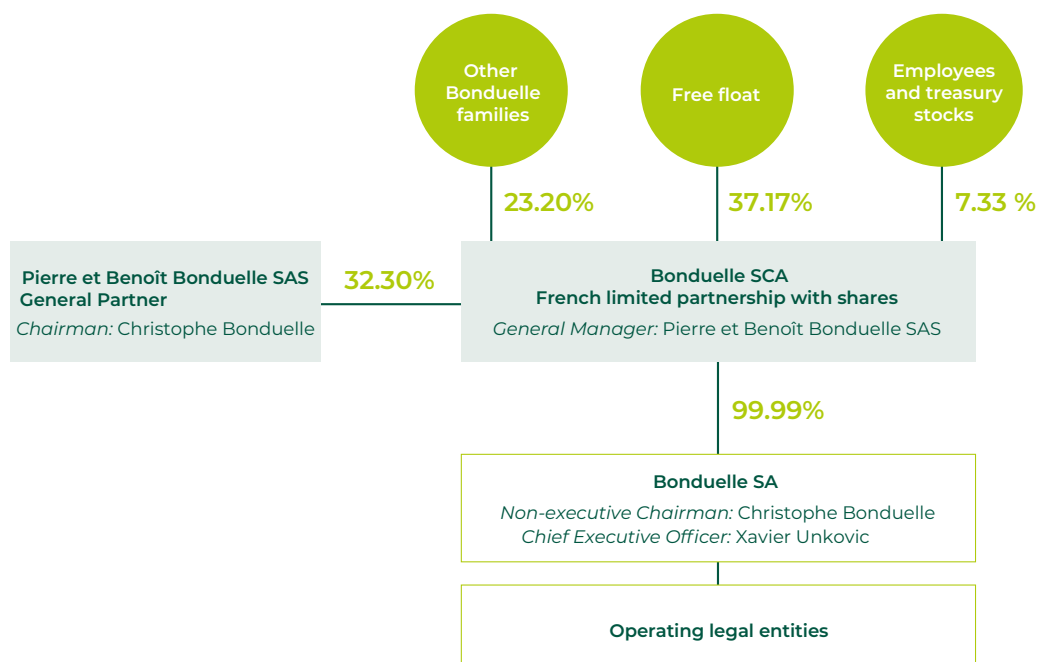 Other
Bonduelle
families
Free float
Employees
and treasury
stocks
23.20%
37.17%
7.33 %
Pierre et Benoît Bonduelle SAS
General Partner
Chairman: Christophe Bonduelle
32.30%
Bonduelle SCA
French limited partnership with shares
General Manager: Pierre et Benoît Bonduelle SAS
99.99%
Bonduelle SA
Non-executive Chairman: Christophe Bonduelle
Chief Executive Officer: Xavier Unkovic
Operating legal entities